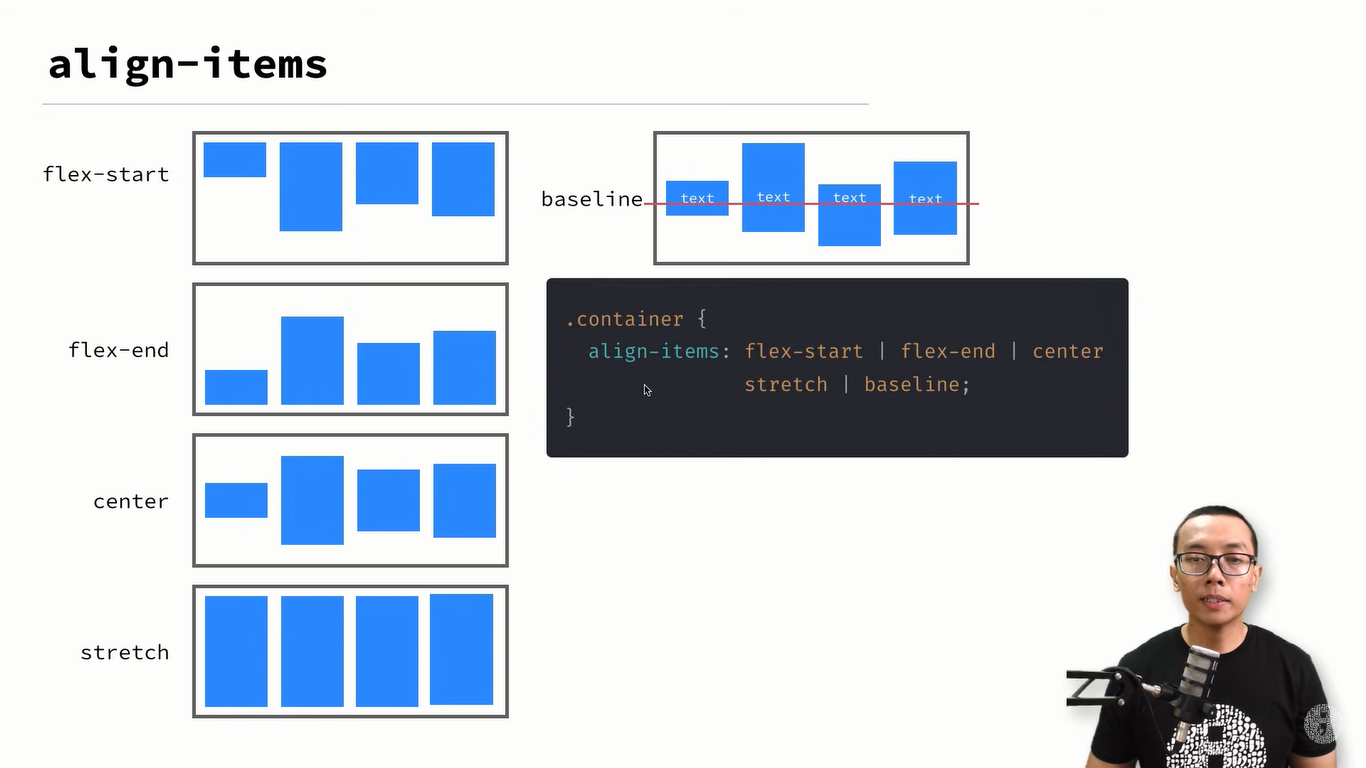 align-items
flex-start
baseline
text text text text
flex-end
.container {
align-items: flex-start | flex-end | center
stretch | baseline;
}
center
stretch